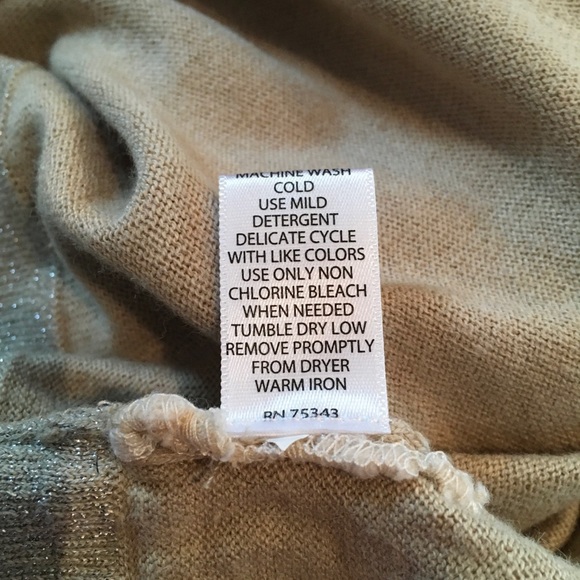 MACHINE WASH
COLD
USE MILD
DETERGENT
DELICATE CYCLE
WITH LIKE COLORS
USE ONLY NON
CHLORINE BLEACH
WHEN NEEDED
TUMBLE DRY LOW
REMOVE PROMPTLY
FROM DRYER
WARM IRON
RN 75343